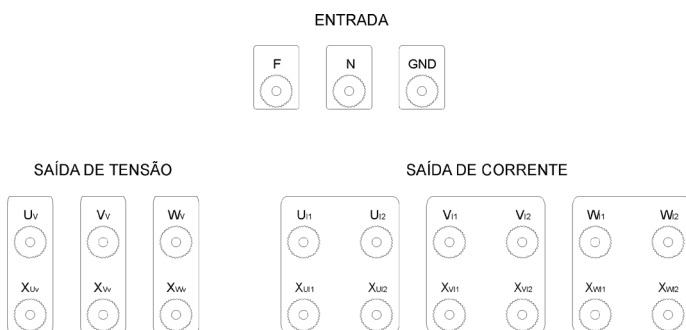 ENTRADA
F N GND
SAÍDA DE TENSÃO SAÍDA DE CORRENTE
Uv Vv Wv UI1 UI2 VI1 VI2 WI1 WI2
XUv XVv XWv XUI1 XUI2 XVI1 XVI2 XWI1 XWI2